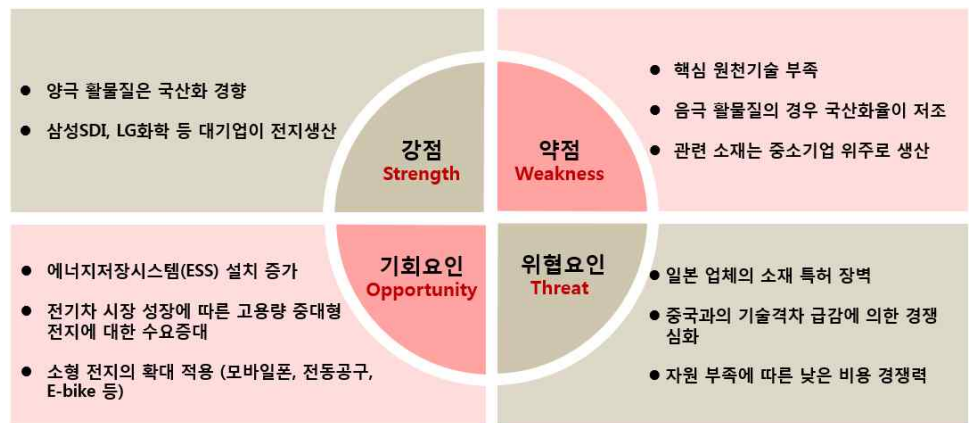 ● 양극 활물질은 국산화 경향
● 삼성SDI, LG화학 등 대기업이 전지생산
강점
Strength
약점
Weakness
● 핵심 원천기술 부족
● 음극 활물질의 경우 국산화율이 저조
● 관련 소재는 중소기업 위주로 생산
● 에너지저장시스템(ESS) 설치 증가
● 전기차 시장 성장에 따른 고용량 중대형
전지에 대한 수요증대
● 소형 전지의 확대 적용 (모바일폰, 전동공구,
E-bike 등)
기회요인
Opportunity
위협요인
Threat
● 일본 업체의 소재 특허 장벽
● 중국과의 기술격차 급감에 의한 경쟁
심화
● 자원 부족에 따른 낮은 비용 경쟁력